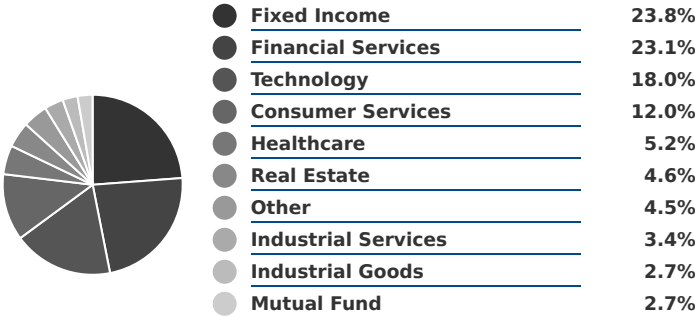 Fixed Income 23.8%
Financial Services 23.1%
Technology 18.0%
Consumer Services 12.0%
Healthcare 5.2%
Real Estate 4.6%
Other 4.5%
Industrial Services 3.4%
Industrial Goods 2.7%
Mutual Fund 2.7%